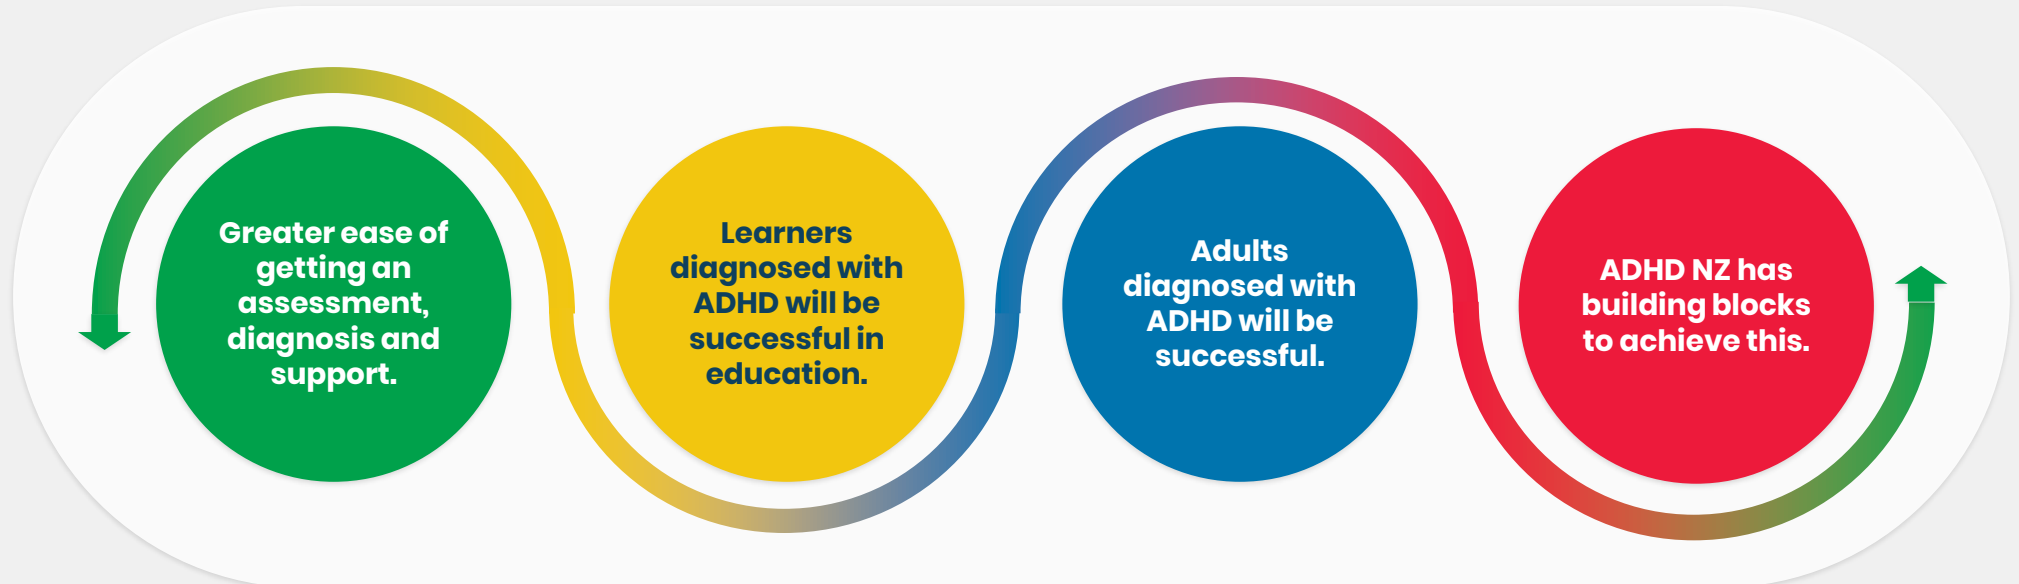 Greater ease of
getting an
assessment,
diagnosis and
support.
Learners
diagnosed with
ADHD will be
successful in
education.
Adults
diagnosed with
ADHD will be
successful.
ADHD NZ has
building blocks
to achieve this.